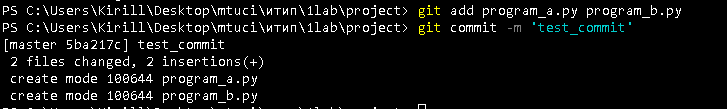 PS C:\Users\Kirill\Desktop\mtuci\итип\1lab\project> git add program_a.py program_b.py
PS C:\Users\Kirill\Desktop\mtuci\итип\1lab\project> git commit -m 'test_commit'
[master 5ba217c] test_commit
 2 files changed, 2 insertions(+)
 create mode 100644 program_a.py
 create mode 100644 program_b.py